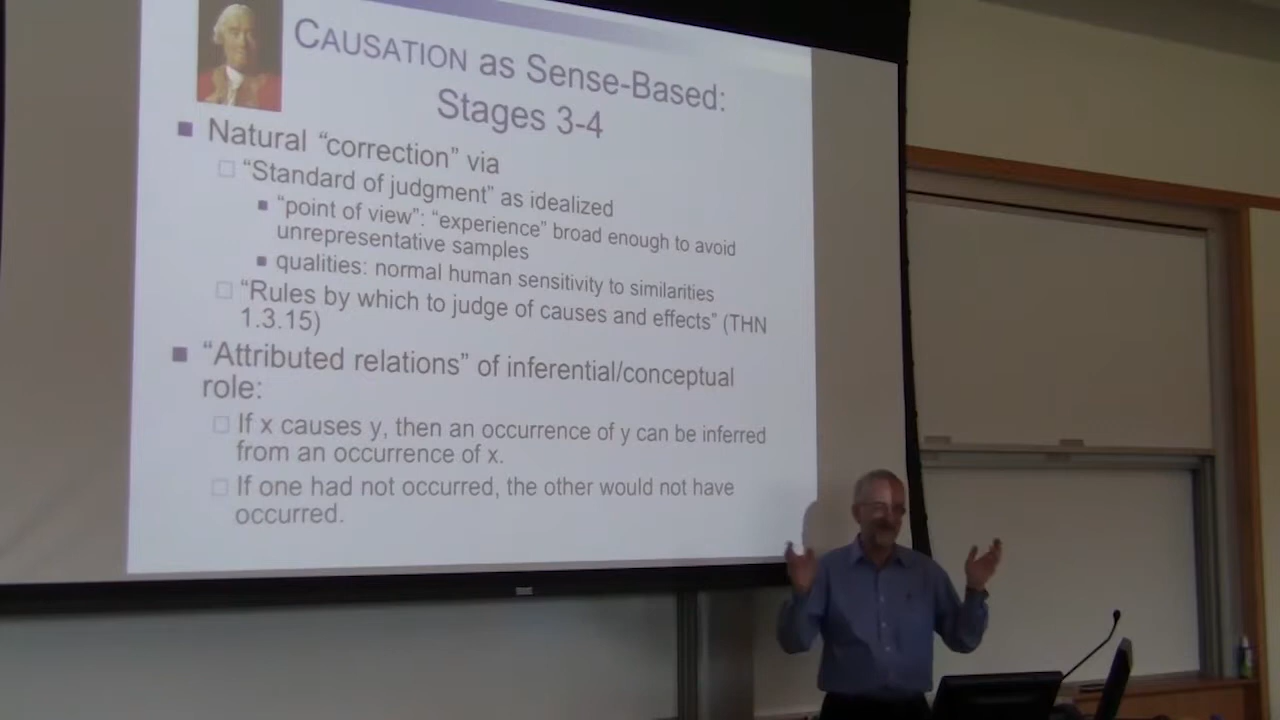 CAUSATION as Sense-Based:
Stages 3-4
Natural “correction” via
“Standard of judgment” as idealized
“point of view”: “experience” broad enough to avoid
unrepresentative samples
qualities: normal human sensitivity to similarities
“Rules by which to judge of causes and effects” (THN
1.3.15)
“Attributed relations” of inferential/conceptual
role:
If x causes y, then an occurrence of y can be inferred
from an occurrence of x.
If one had not occurred, the other would not have
occurred.